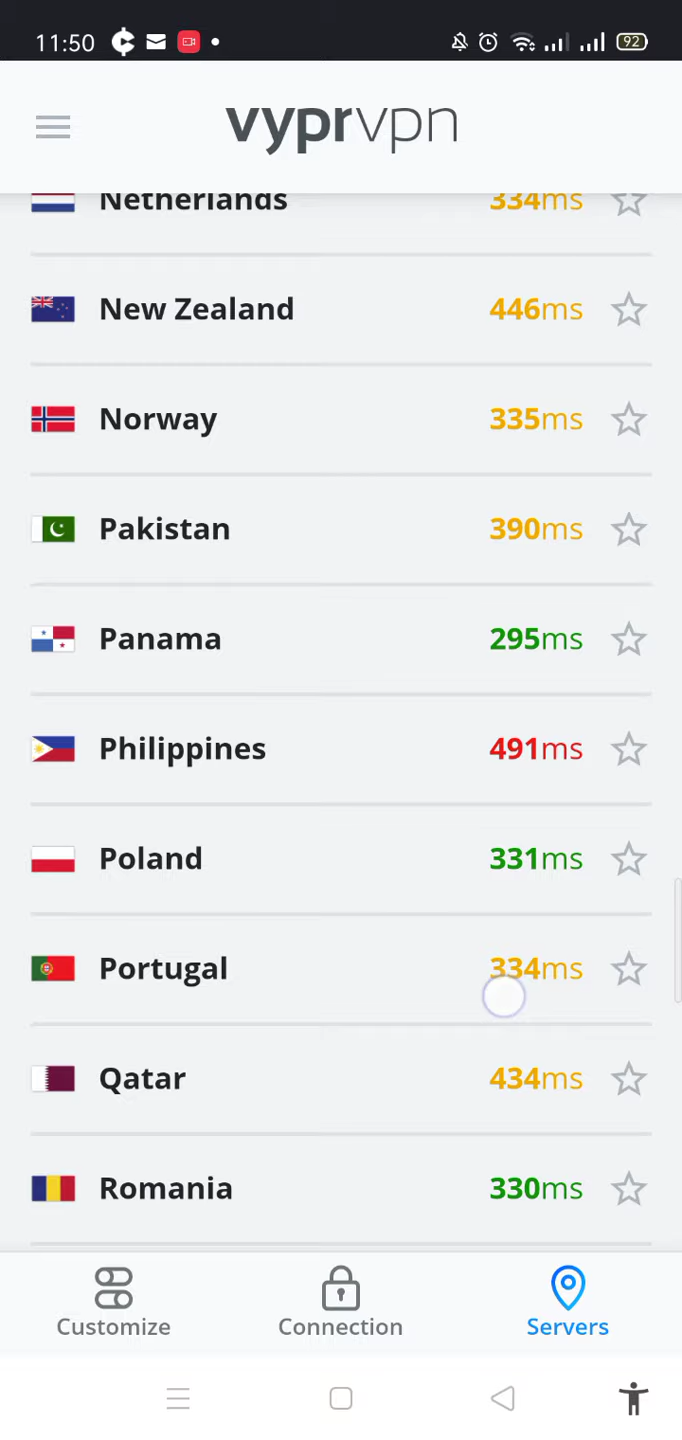 11:50 92
vyprvpn
Netherlands 334ms
New Zealand 446ms
Norway 335ms
Pakistan 390ms
Panama 295ms
Philippines 491ms
Poland 331ms
Portugal 334ms
Qatar 434ms
Romania 330ms
Customize Connection Servers